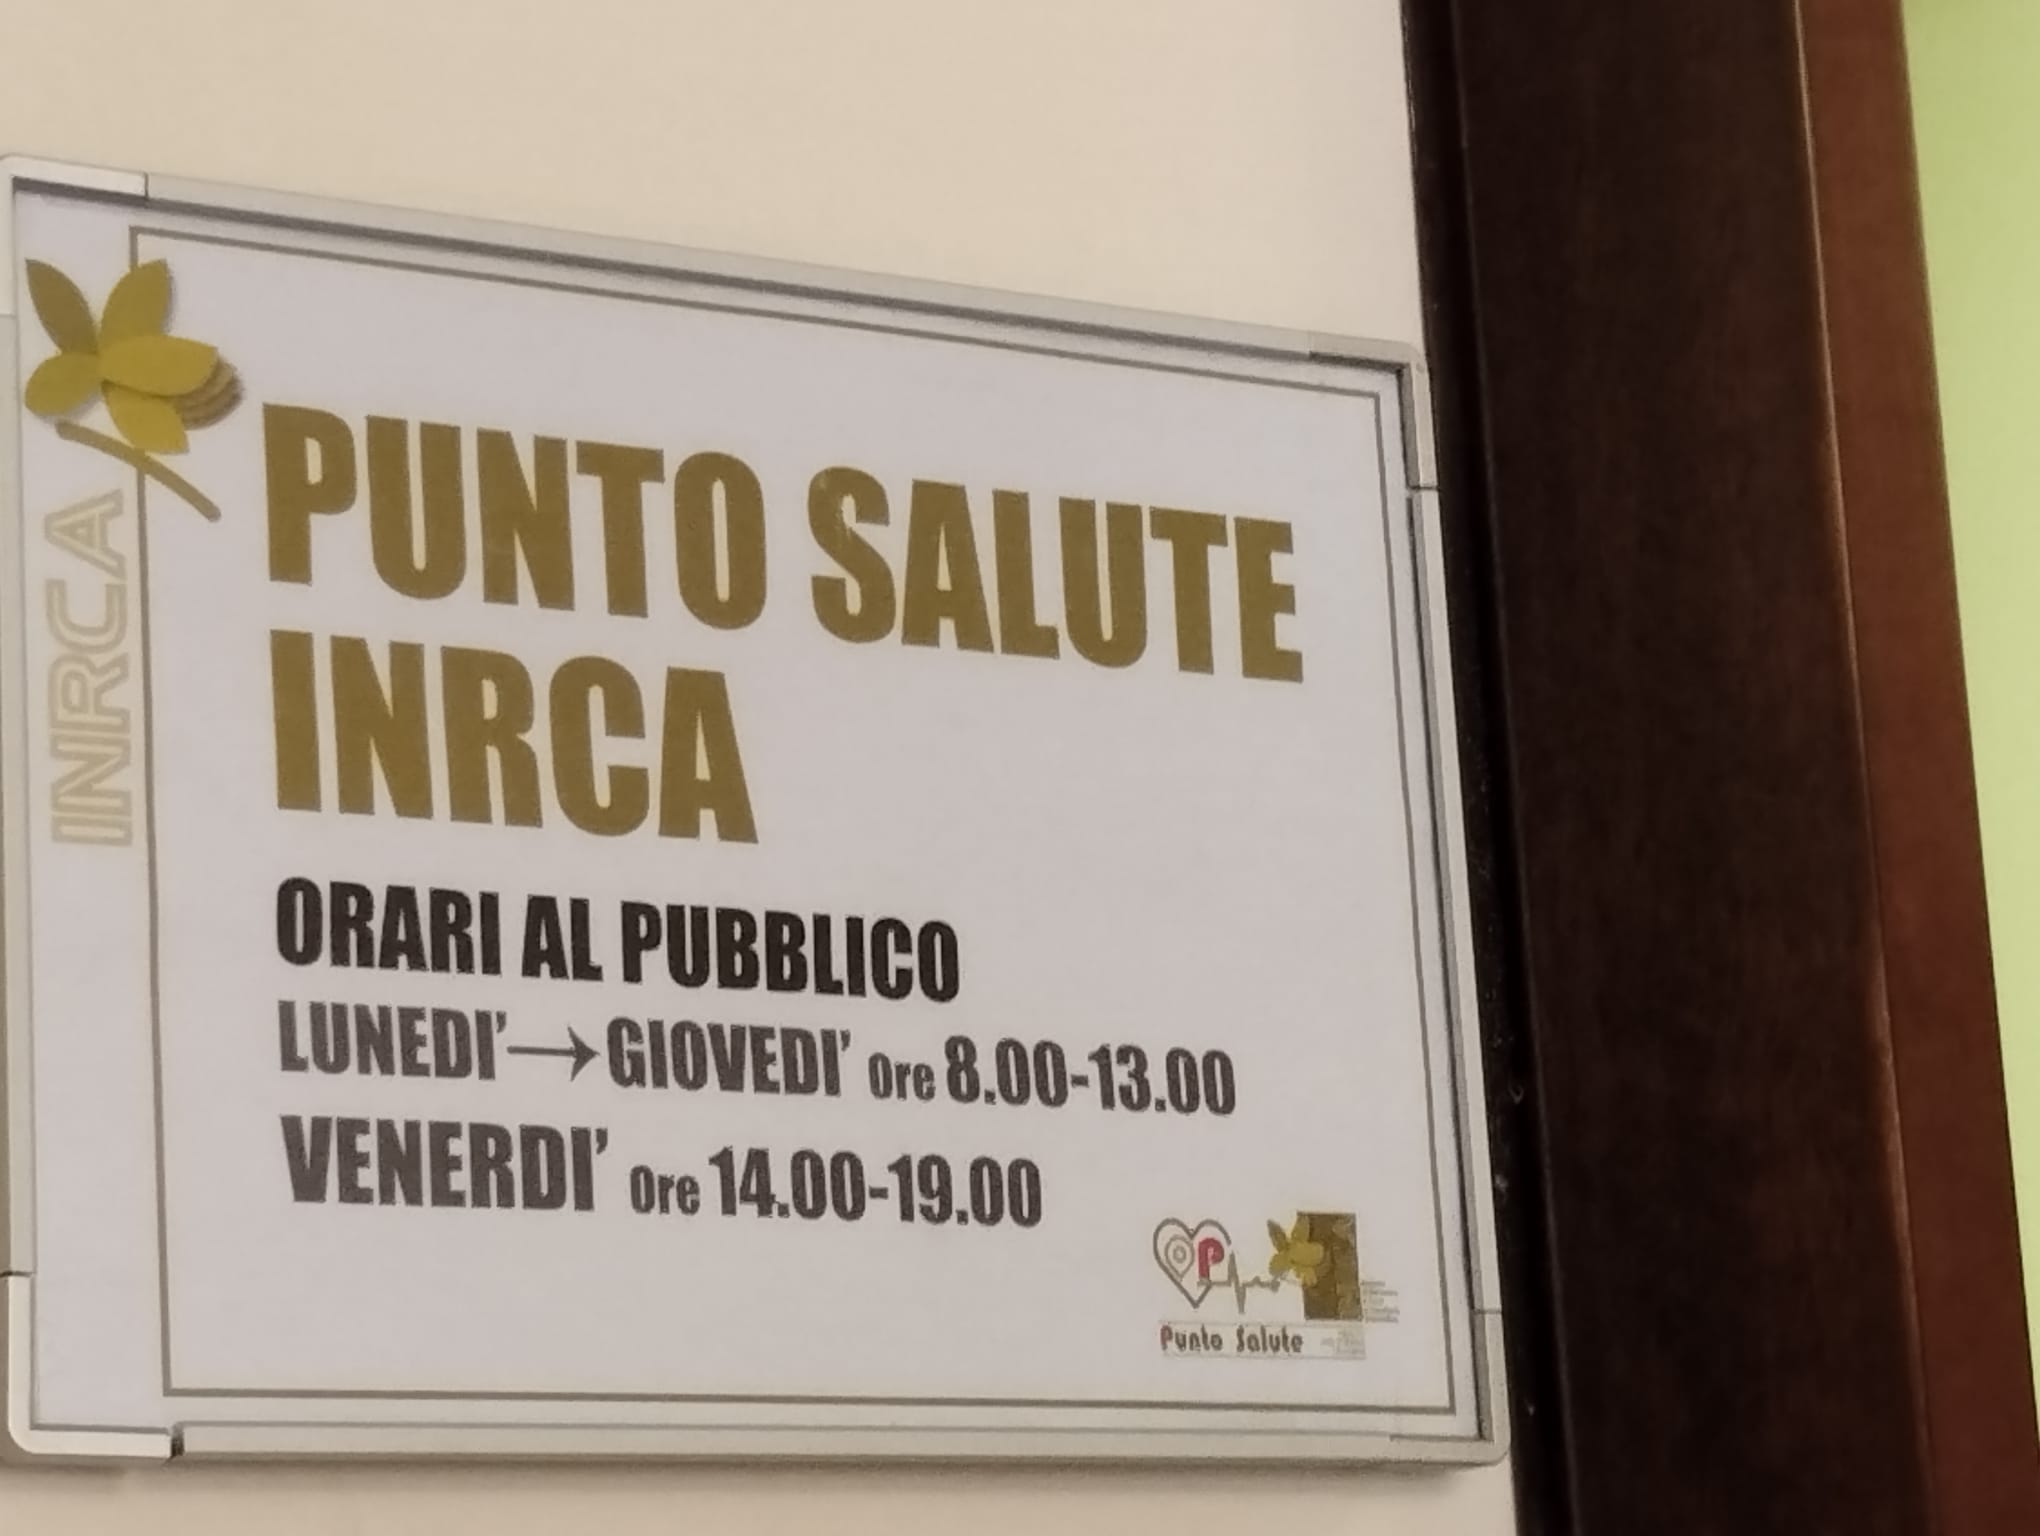 INRCA
PUNTO SALUTE
INRCA
ORARI AL PUBBLICO
LUNEDI'→GIOVEDI' Ore 8.00-13.00
VENERDI' Ore 14.00-19.00
P
Punto Salute